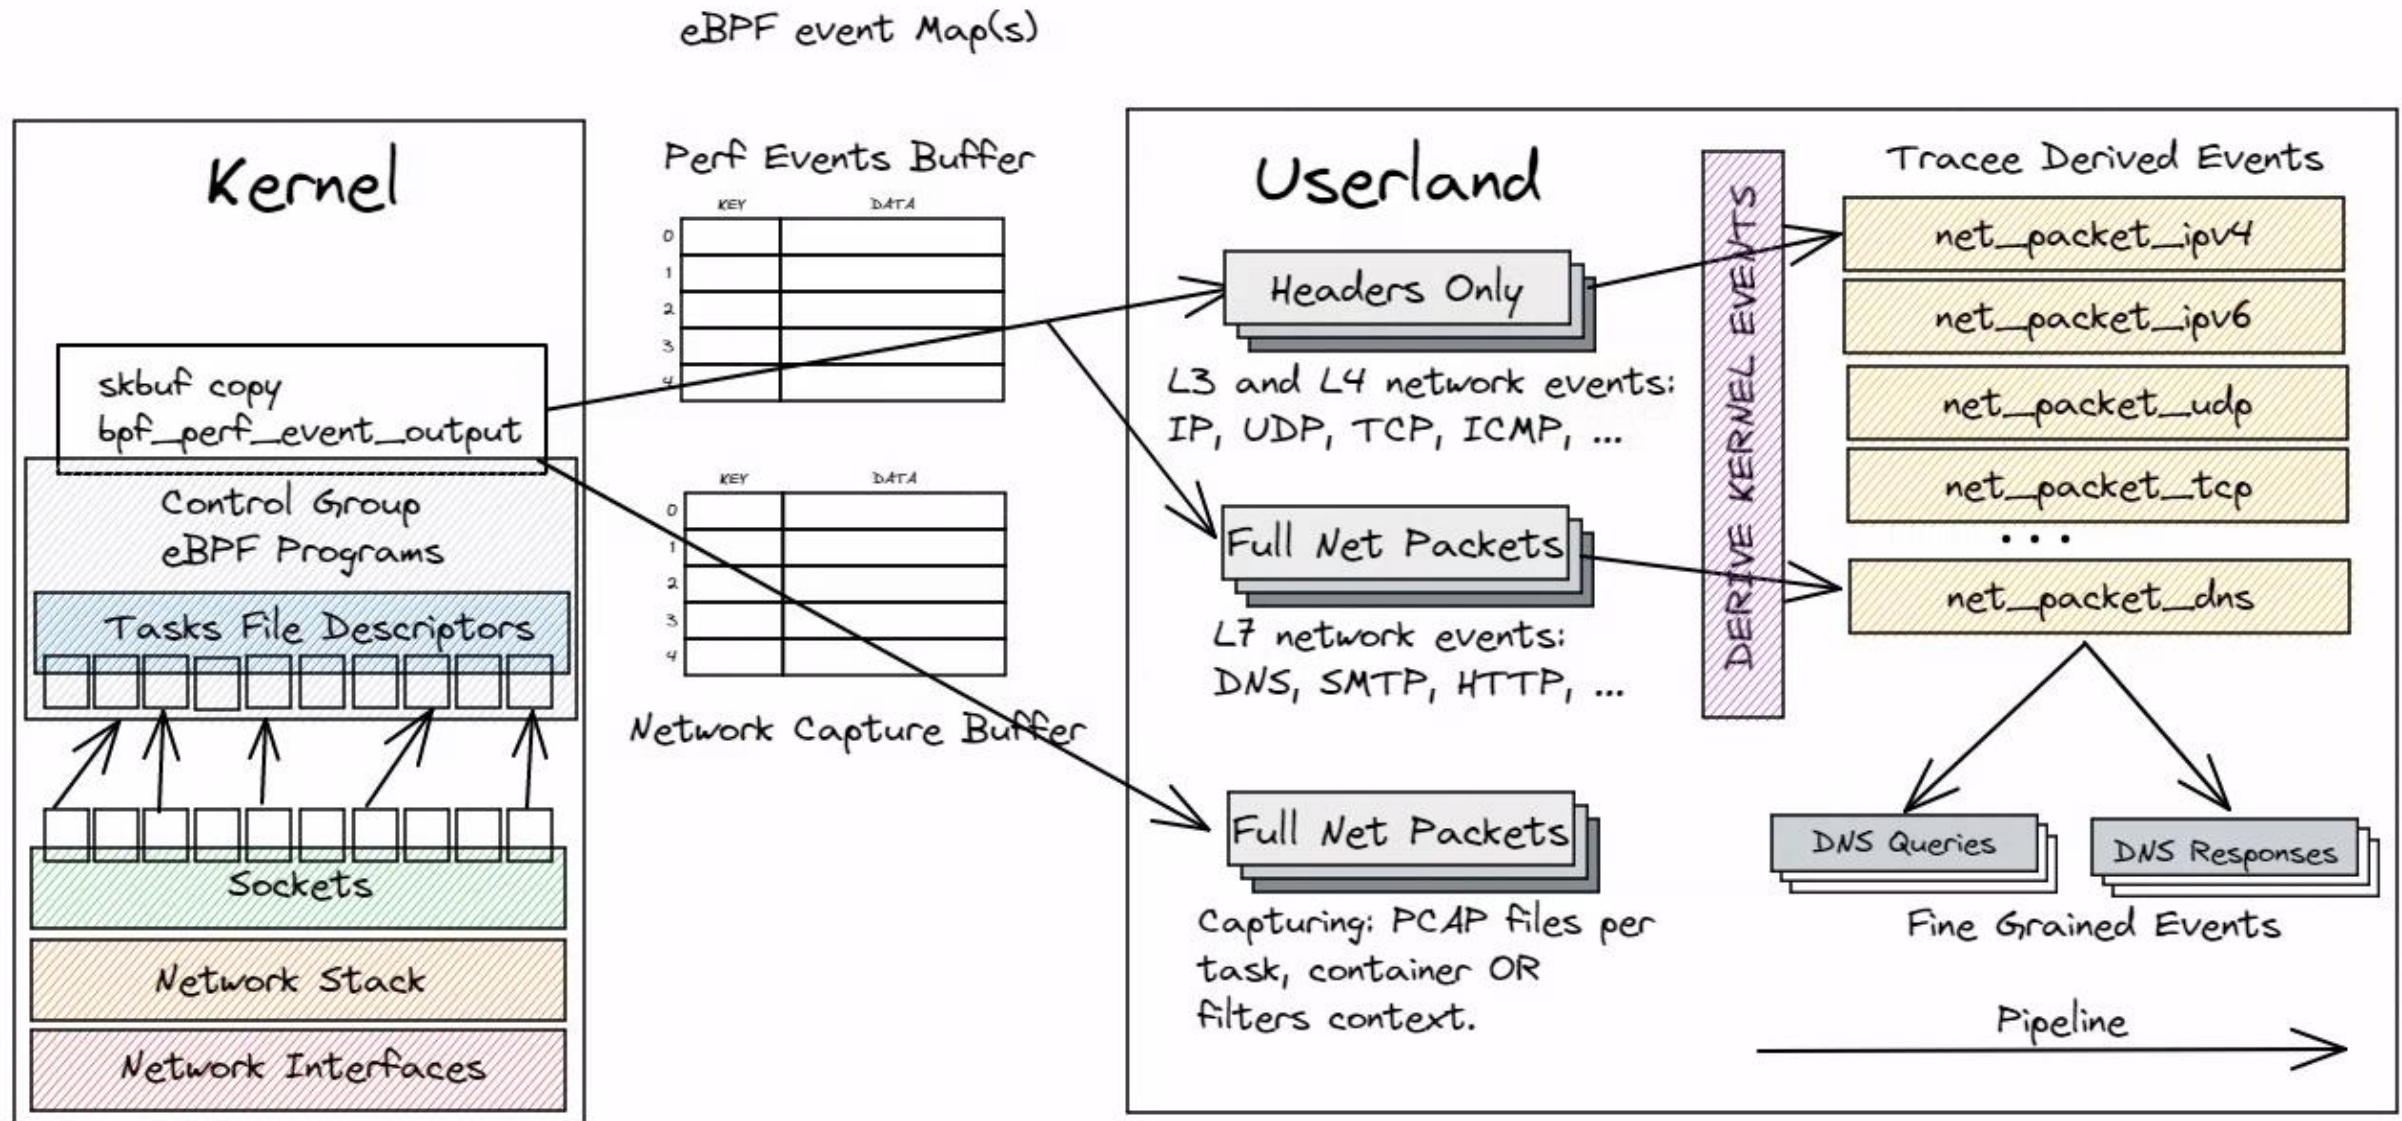 eBPF event Map(s)
Kernel
skbuf copy
bpf_perf_event_output
Control Group
eBPF Programs
Tasks File Descriptors
Sockets
Network Stack
Network Interfaces
Perf Events Buffer
KEY DATA
0
1
2
3
4
KEY DATA
0
1
2
3
4
Network Capture Buffer
Userland
Headers Only
L3 and L4 network events:
IP, UDP, TCP, ICMP, ...
Full Net Packets
L7 network events:
DNS, SMTP, HTTP, ...
Full Net Packets
Capturing: PCAP files per
task, container OR
filters context.
DERIVE KERNEL EVENTS
Tracee Derived Events
net_packet_ipv4
net_packet_ipv6
net_packet_udp
net_packet_tcp
...
net_packet_dns
DNS Queries
DNS Responses
Fine Grained Events
Pipeline